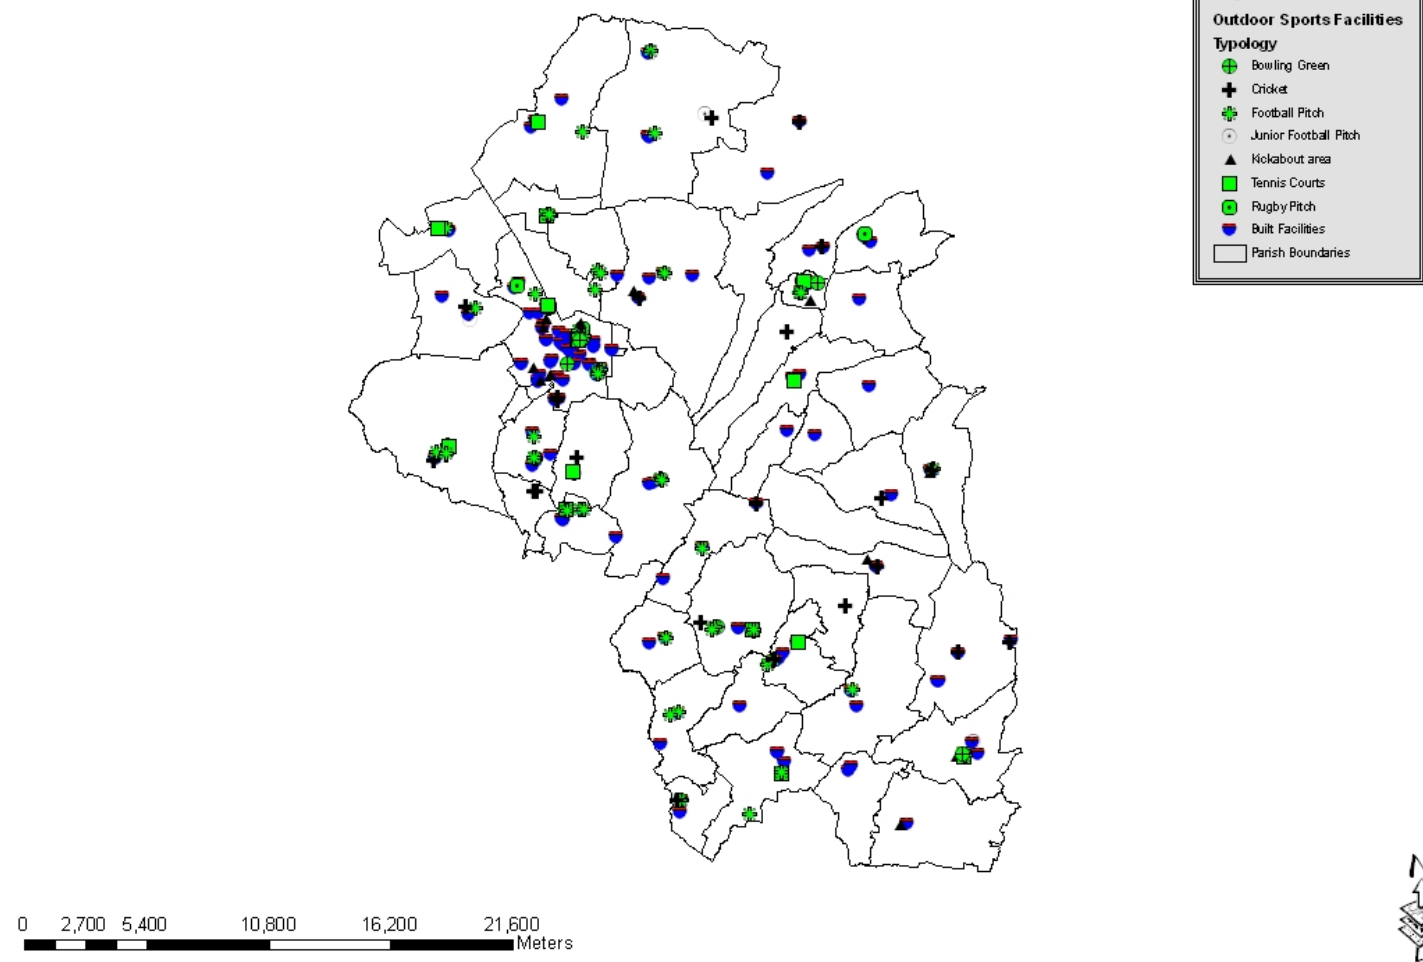 Outdoor Sports Facilities
Typology
Bowling Green
Cricket
Football Pitch
Junior Football Pitch
Kickabout area
Tennis Courts
Rugby Pitch
Built Facilities
Parish Boundaries
0 2,700 5,400 10,800 16,200 21,600
Meters